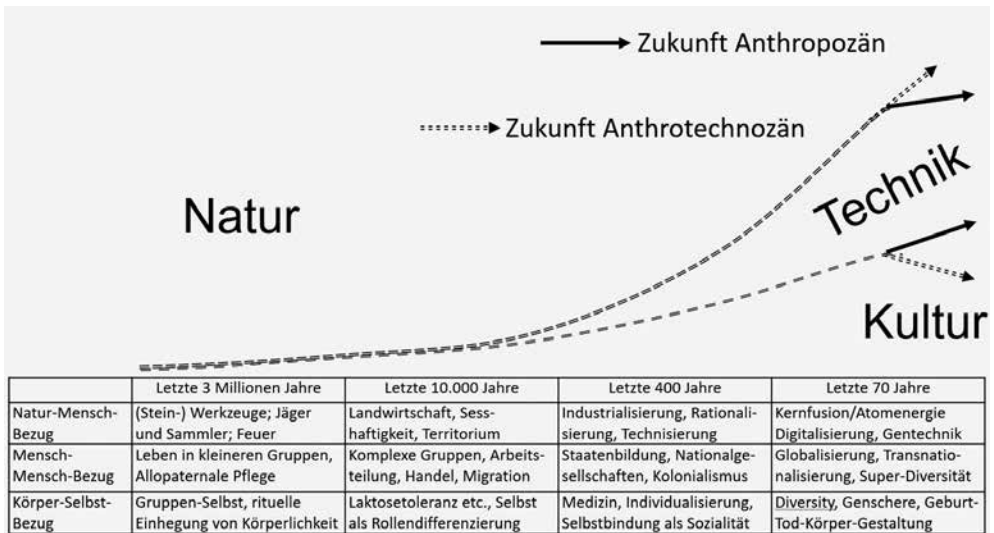 Zukunft Anthropozän
Zukunft Anthrotechnozän
Natur
Technik
Kultur
Letzte 3 Millionen Jahre
Letzte 10.000 Jahre
Letzte 400 Jahre
Letzte 70 Jahre
Natur-Mensch-
Bezug
(Stein-) Werkzeuge; Jäger
und Sammler; Feuer
Landwirtschaft, Sess-
haftigkeit, Territorium
Industrialisierung, Rationali-
sierung, Technisierung
Kernfusion/Atomenergie
Digitalisierung, Gentechnik
Mensch-
Mensch-Bezug
Leben in kleineren Gruppen,
Allopaternale Pflege
Komplexe Gruppen, Arbeits-
teilung, Handel, Migration
Staatenbildung, Nationalge-
sellschaften, Kolonialismus
Globalisierung, Transnatio-
nalisierung, Super-Diversität
Körper-Selbst-
Bezug
Gruppen-Selbst, rituelle
Einhegung von Körperlichkeit
Laktosetoleranz etc., Selbst
als Rollendifferenzierung
Medizin, Individualisierung,
Selbstbindung als Sozialität
Diversity, Genschere, Geburt-
Tod-Körper-Gestaltung